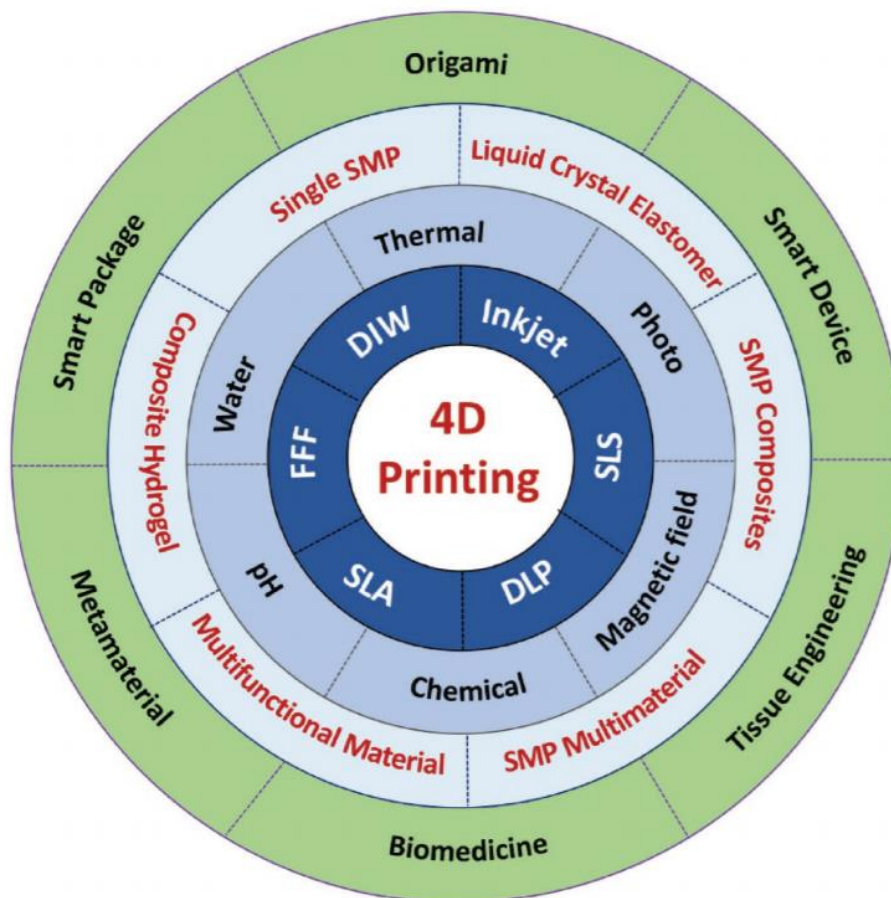 Origami
Smart Device
Tissue Engineering
Biomedicine
Metamaterial
Smart Package
Single SMP
Liquid Crystal Elastomer
SMP Composites
SMP Multimaterial
Multifunctional Material
Composite Hydrogel
Thermal
Photo
Magnetic field
Chemical
pH
Water
DIW
Inkjet
SLS
DLP
SLA
FFF
4D
Printing